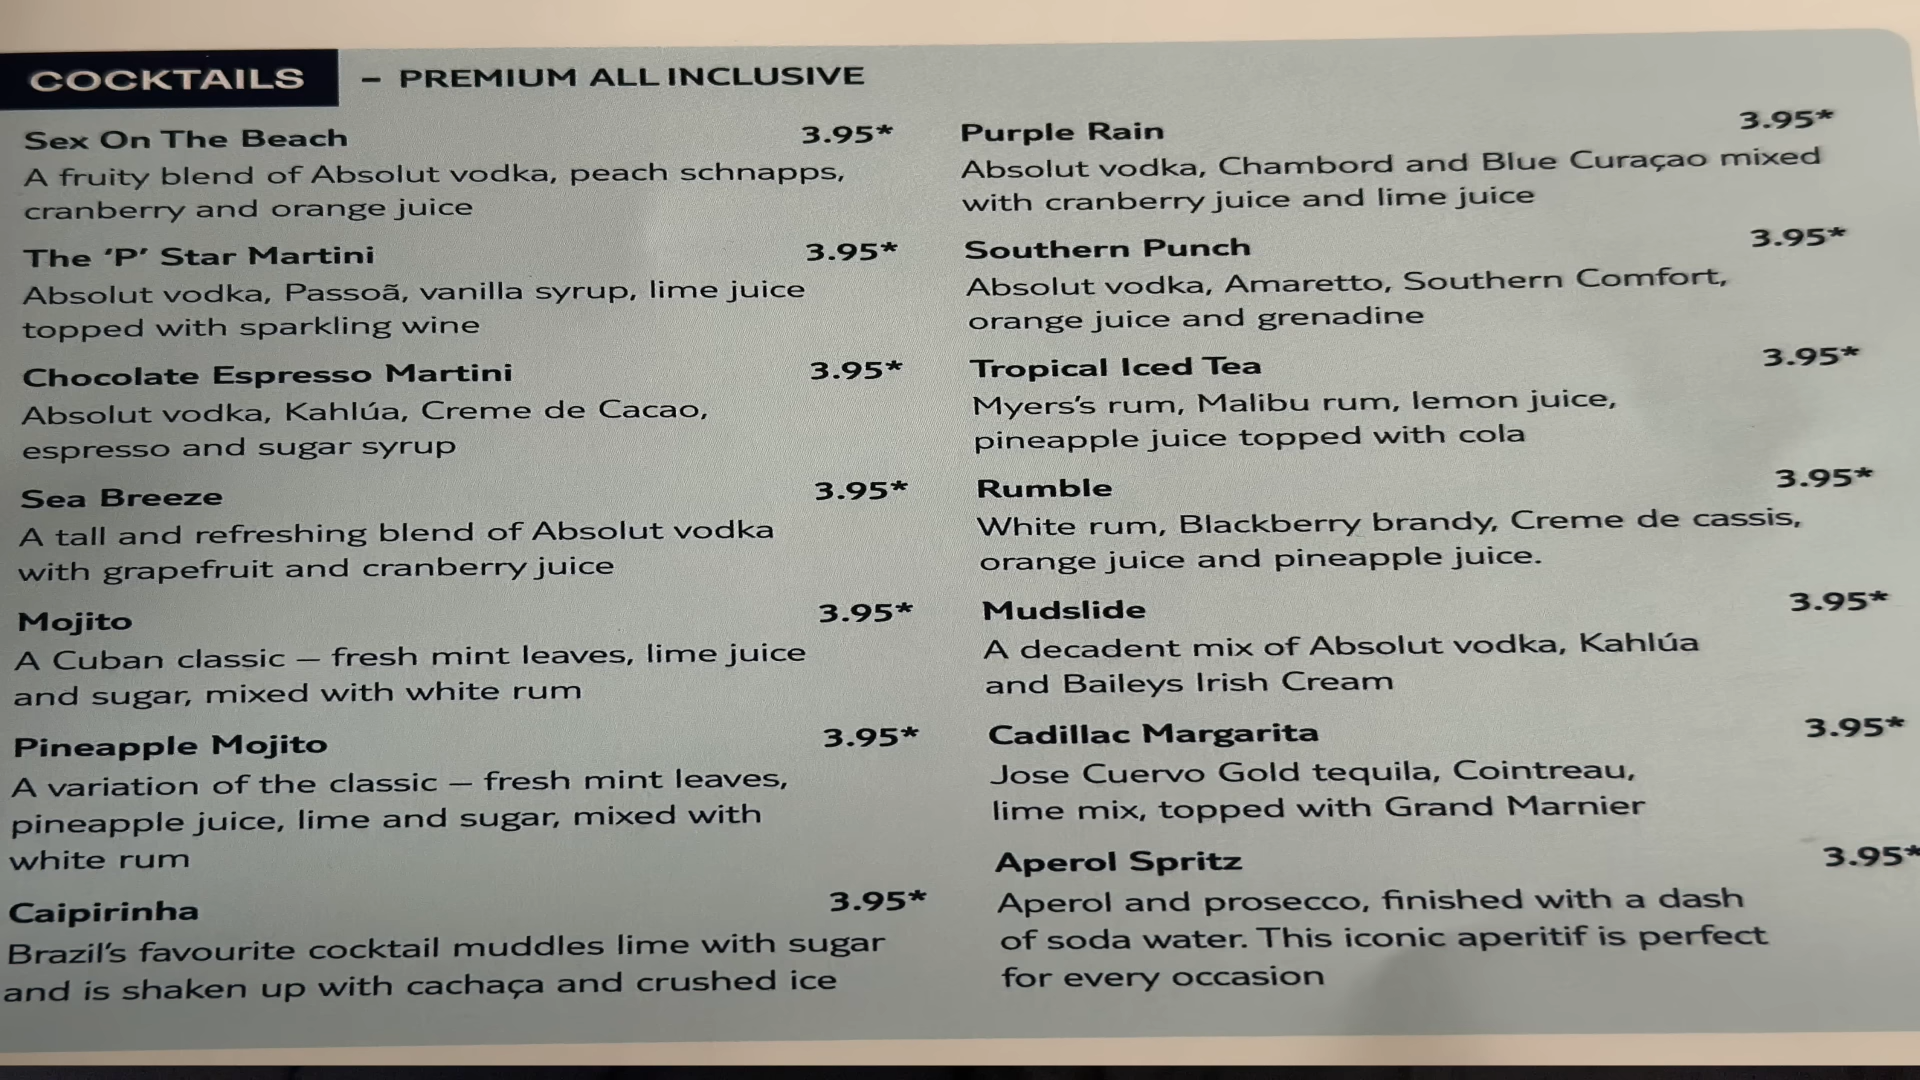 COCKTAILS – PREMIUM ALL INCLUSIVE
Sex On The Beach 3.95*
A fruity blend of Absolut vodka, peach schnapps,
cranberry and orange juice
The ‘P’ Star Martini 3.95*
Absolut vodka, Passoã, vanilla syrup, lime juice
topped with sparkling wine
Chocolate Espresso Martini 3.95*
Absolut vodka, Kahlúa, Creme de Cacao,
espresso and sugar syrup
Sea Breeze 3.95*
A tall and refreshing blend of Absolut vodka
with grapefruit and cranberry juice
Mojito 3.95*
A Cuban classic – fresh mint leaves, lime juice
and sugar, mixed with white rum
Pineapple Mojito 3.95*
A variation of the classic – fresh mint leaves,
pineapple juice, lime and sugar, mixed with
white rum
Caipirinha 3.95*
Brazil’s favourite cocktail muddles lime with sugar
and is shaken up with cachaça and crushed ice
Purple Rain 3.95*
Absolut vodka, Chambord and Blue Curaçao mixed
with cranberry juice and lime juice
Southern Punch 3.95*
Absolut vodka, Amaretto, Southern Comfort,
orange juice and grenadine
Tropical Iced Tea 3.95*
Myers’s rum, Malibu rum, lemon juice,
pineapple juice topped with cola
Rumble 3.95*
White rum, Blackberry brandy, Creme de cassis,
orange juice and pineapple juice.
Mudslide 3.95*
A decadent mix of Absolut vodka, Kahlúa
and Baileys Irish Cream
Cadillac Margarita 3.95*
Jose Cuervo Gold tequila, Cointreau,
lime mix, topped with Grand Marnier
Aperol Spritz 3.95*
Aperol and prosecco, finished with a dash
of soda water. This iconic aperitif is perfect
for every occasion